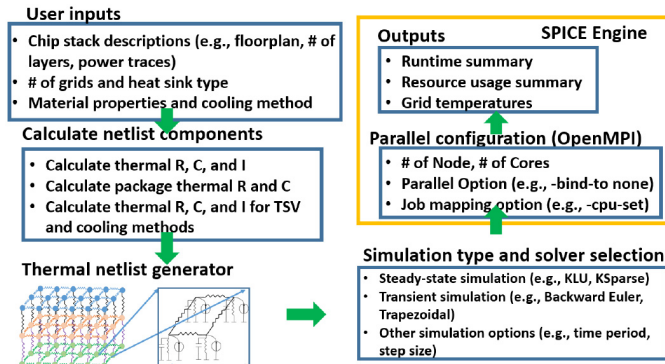 User inputs
• Chip stack descriptions (e.g., floorplan, # of
layers, power traces)
• # of grids and heat sink type
• Material properties and cooling method
Calculate netlist components
• Calculate thermal R, C, and I
• Calculate package thermal R and C
• Calculate thermal R, C, and I for TSV
and cooling methods
Thermal netlist generator
SPICE Engine
Outputs
• Runtime summary
• Resource usage summary
• Grid temperatures
Parallel configuration (OpenMPI)
• # of Node, # of Cores
• Parallel Option (e.g., -bind-to none)
• Job mapping option (e.g., -cpu-set)
Simulation type and solver selection
• Steady-state simulation (e.g., KLU, KSparse)
• Transient simulation (e.g., Backward Euler,
Trapezoidal)
• Other simulation options (e.g., time period,
step size)